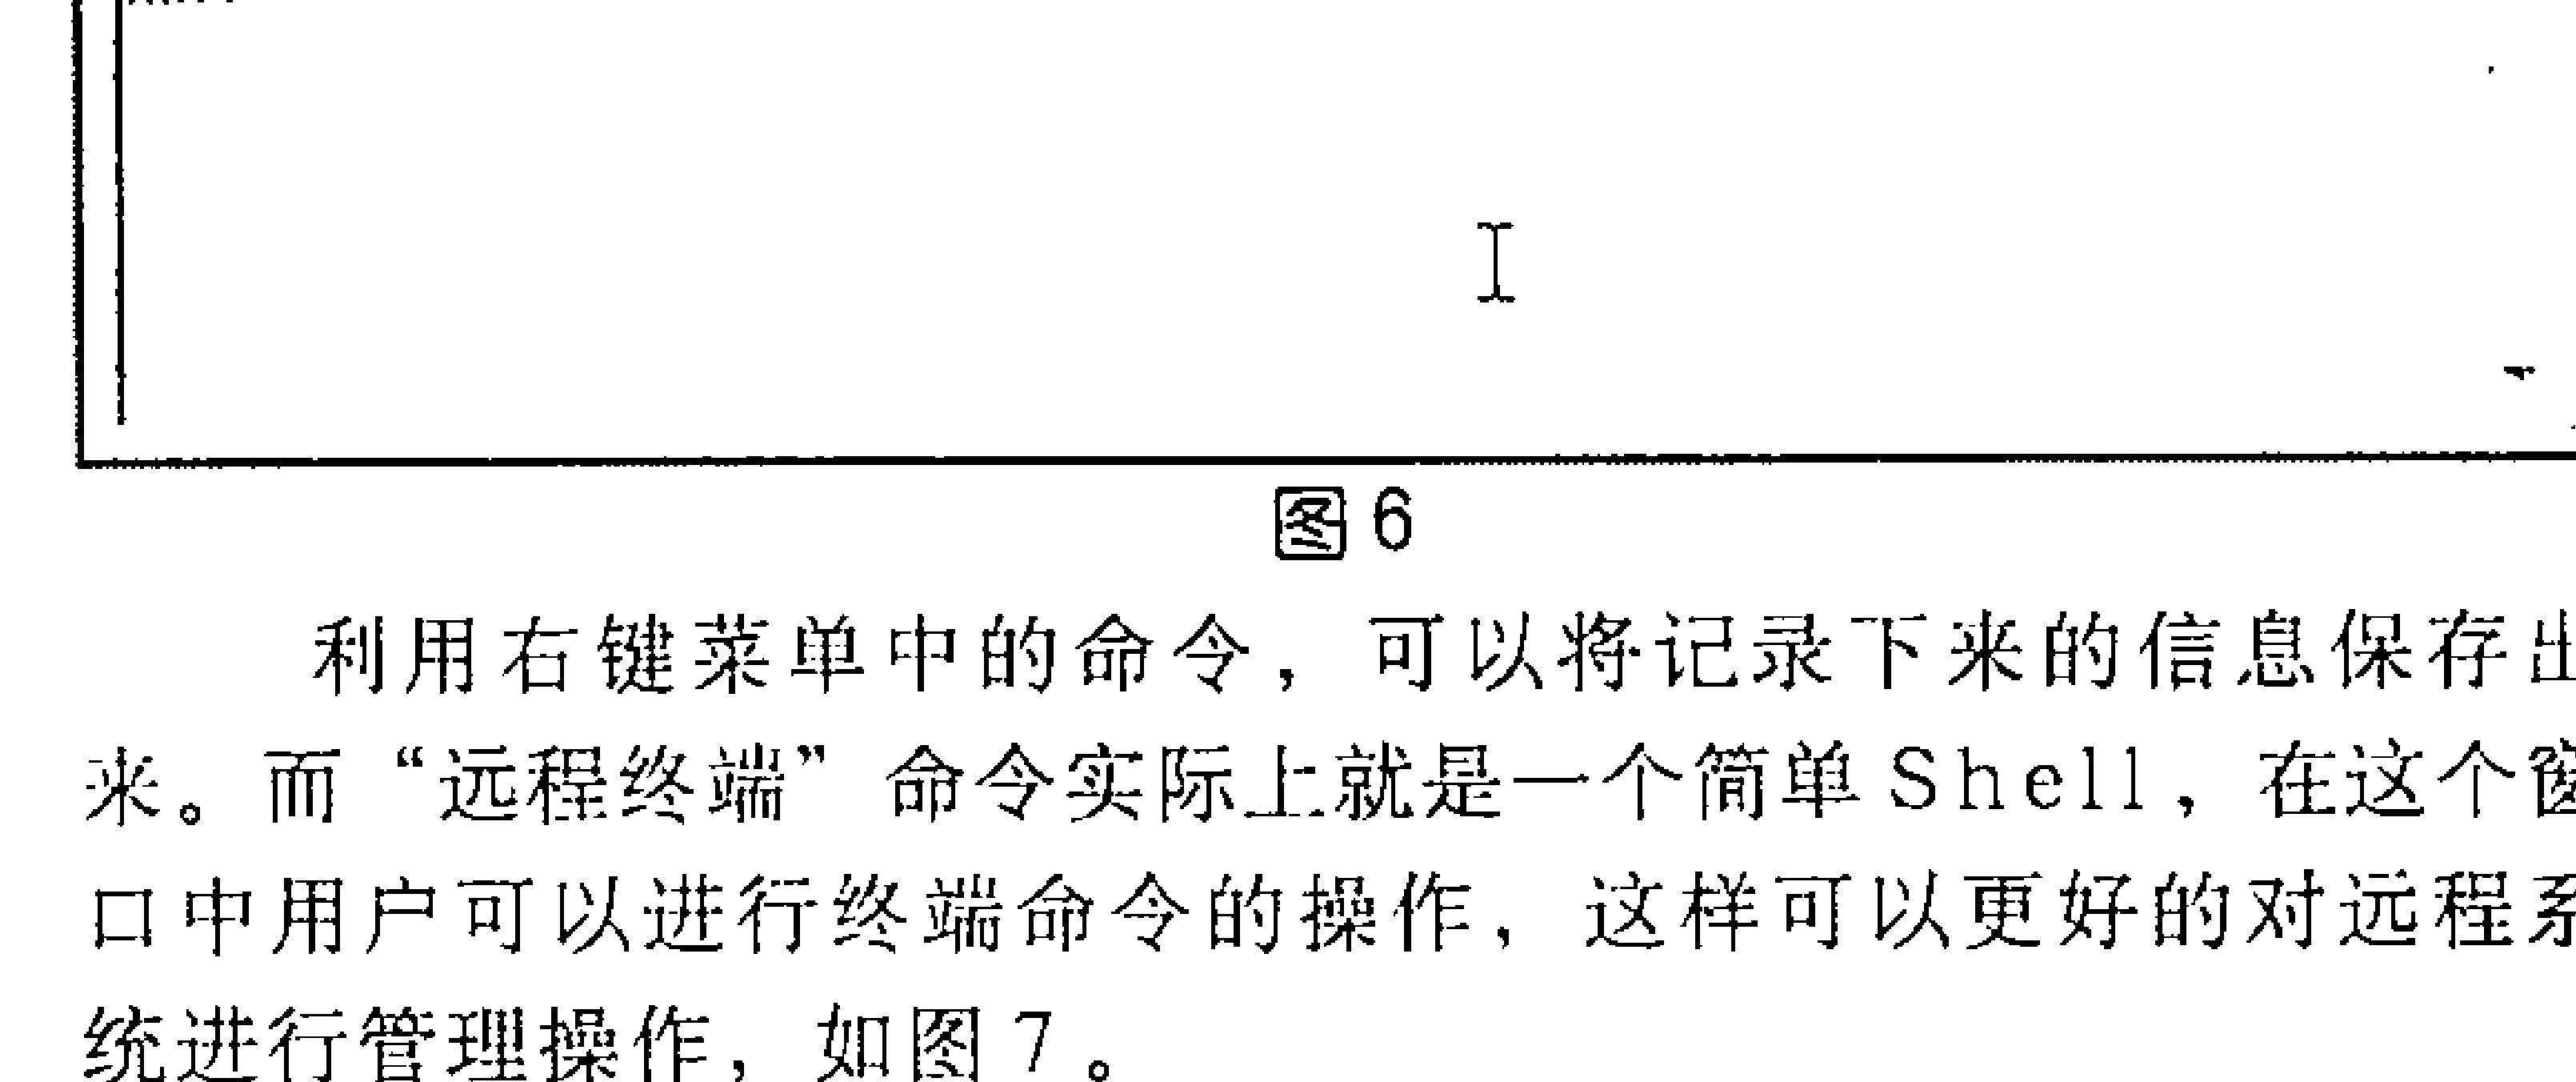 图6
利用右键菜单中的命令，可以将记录下来的信息保存出
来。而“远程终端”命令实际上就是一个简单Shell，在这个窗
口中用户可以进行终端命令的操作，这样可以更好的对远程系
统进行管理操作，如图7。